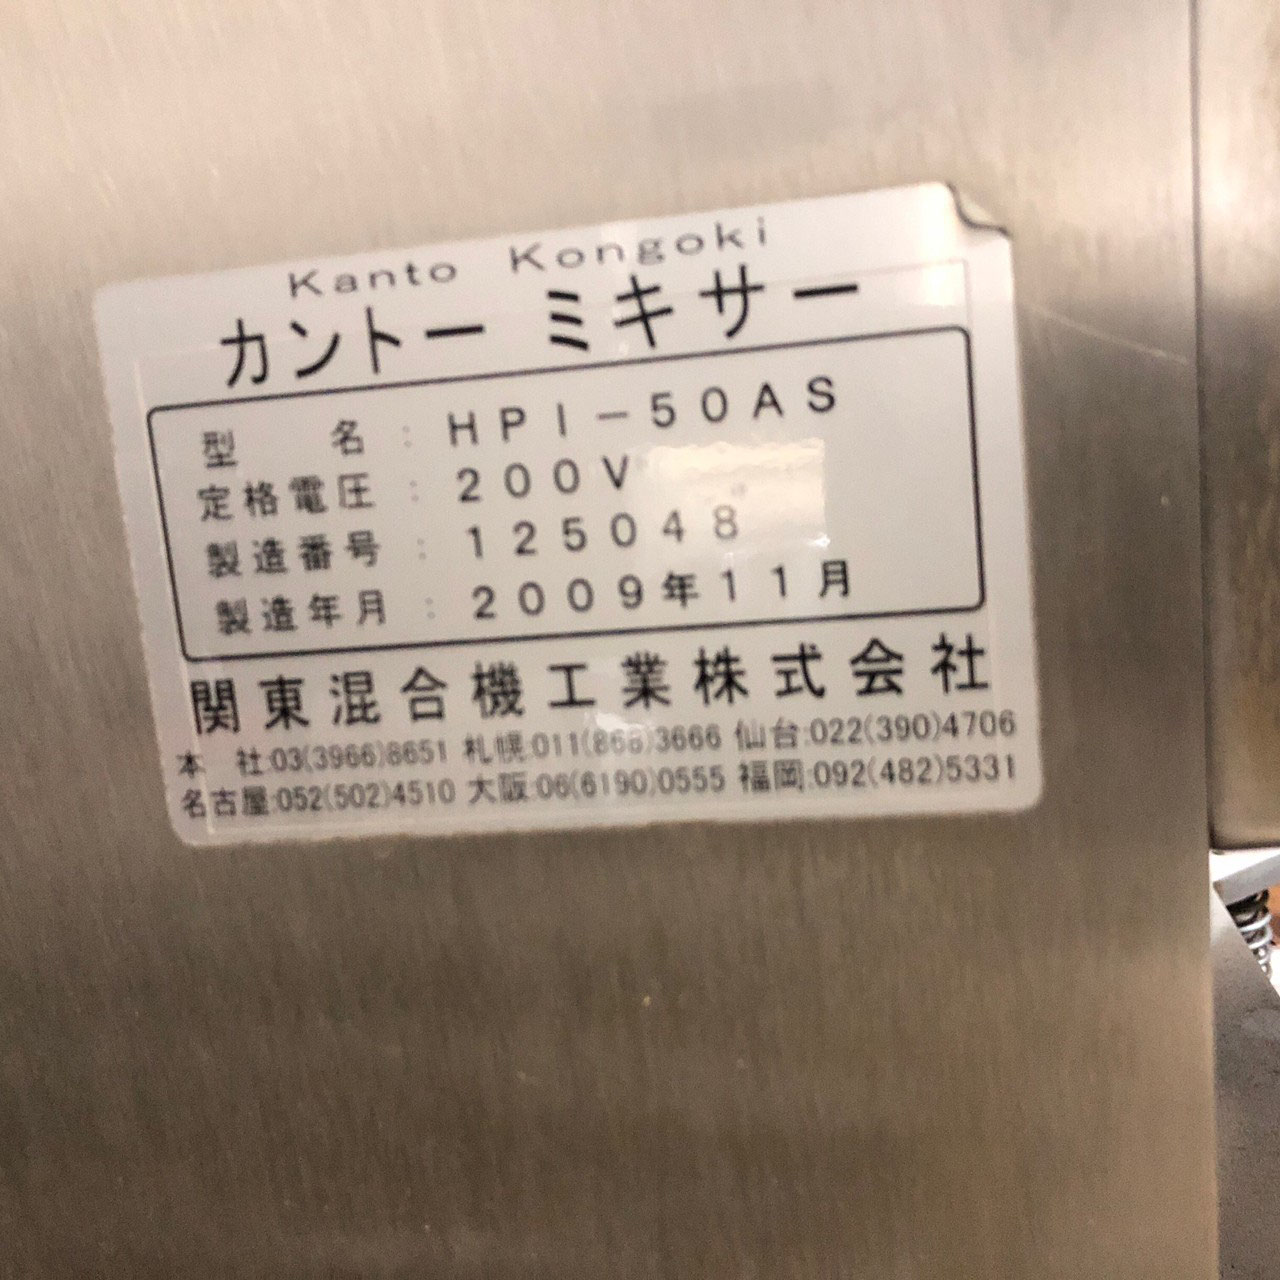 Kanto Kongoki
カントー ミキサー
型　　名 : HPI-50AS
定格電圧 : 200V
製造番号 : 125048
製造年月 : 2009年11月
関東混合機工業株式会社
本　社:03(3966)8651 札幌:011(868)3666 仙台:022(390)4706
名古屋:052(502)4510 大阪:06(6190)0555 福岡:092(482)5331